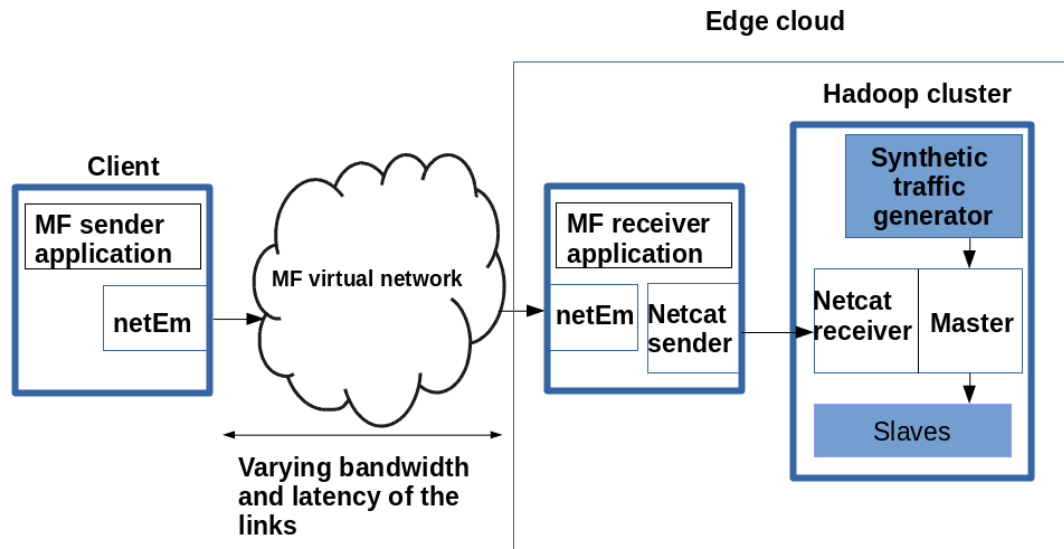 Edge cloud
Hadoop cluster
Client
Synthetic
traffic
generator
MF sender
application
MF receiver
application
MF virtual network
netEm
netEm
Netcat
sender
Netcat
receiver
Master
Slaves
Varying bandwidth
and latency of the
links